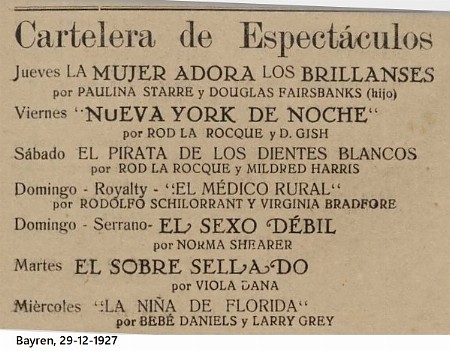 Cartelera de Espectáculos
Jueves LA MUJER ADORA LOS BRILLANSES
por PAULINA STARRE y DOUGLAS FAIRSBANKS (hijo)
Viernes "NUEVA YORK DE NOCHE"
por ROD LA ROCQUE y D. GISH
Sábado EL PIRATA DE LOS DIENTES BLANCOS
por ROD LA ROCQUE y MILDRED HARRIS
Domingo - Royalty - "EL MÉDICO RURAL"
por RODOLFO SCHILORRANT y VIRGINIA BRADFORE
Domingo - Serrano- EL SEXO DÉBIL
por NORMA SHEARER
Martes EL SOBRE SELLADO
por VIOLA DANA
Miércoles "LA NIÑA DE FLORIDA"
por BEBÉ DANIELS y LARRY GREY
Bayren, 29-12-1927